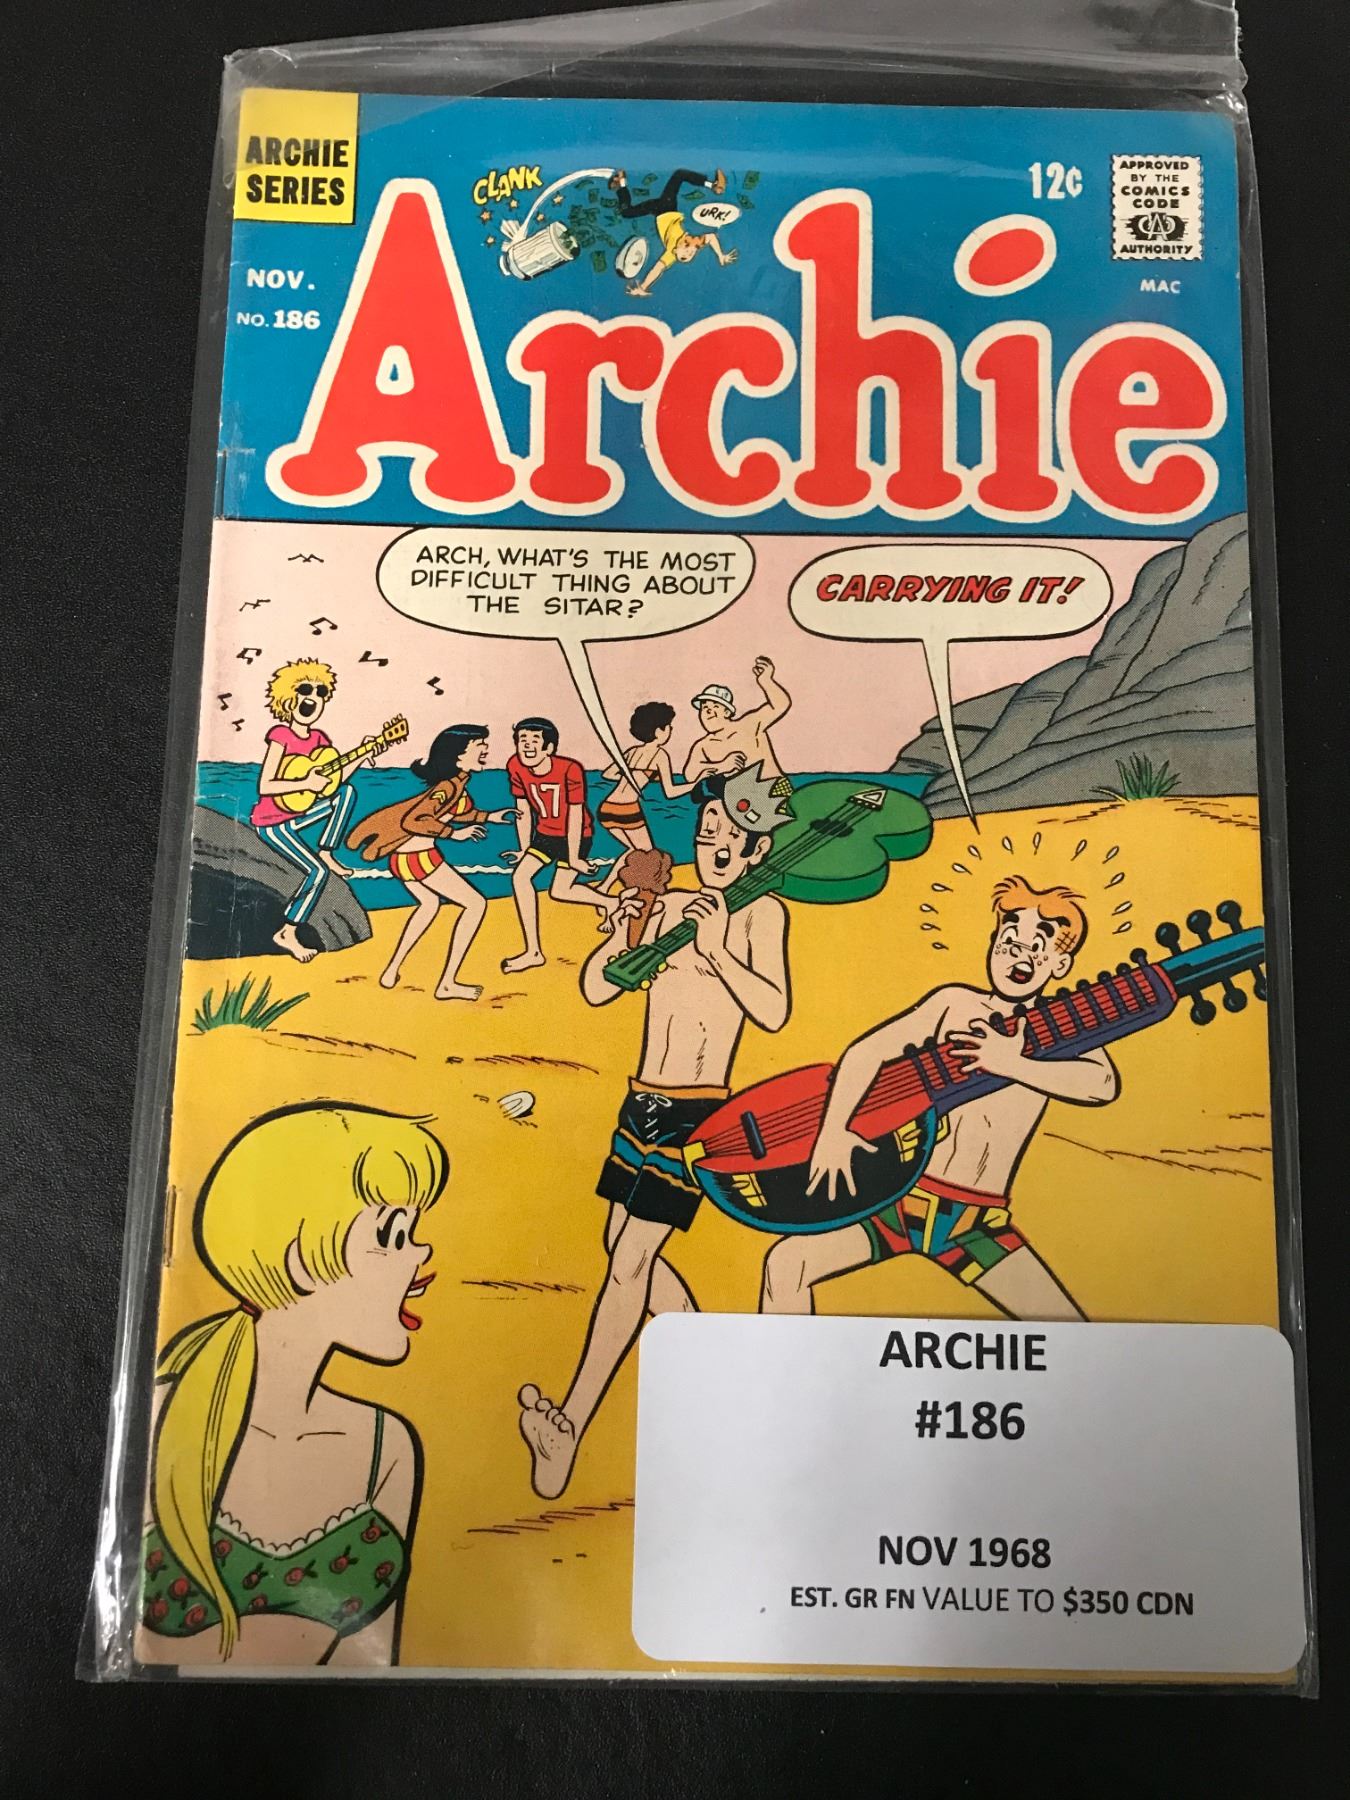 ARCHIE
SERIES
CLANK
URK!
12¢
APPROVED
BY THE
COMICS
CODE
CA
AUTHORITY
NOV.
NO. 186
MAC
Archie
ARCH, WHAT'S THE MOST
DIFFICULT THING ABOUT
THE SITAR?
CARRYING IT!
17
ARCHIE
#186
NOV 1968
EST. GR FN VALUE TO $350 CDN